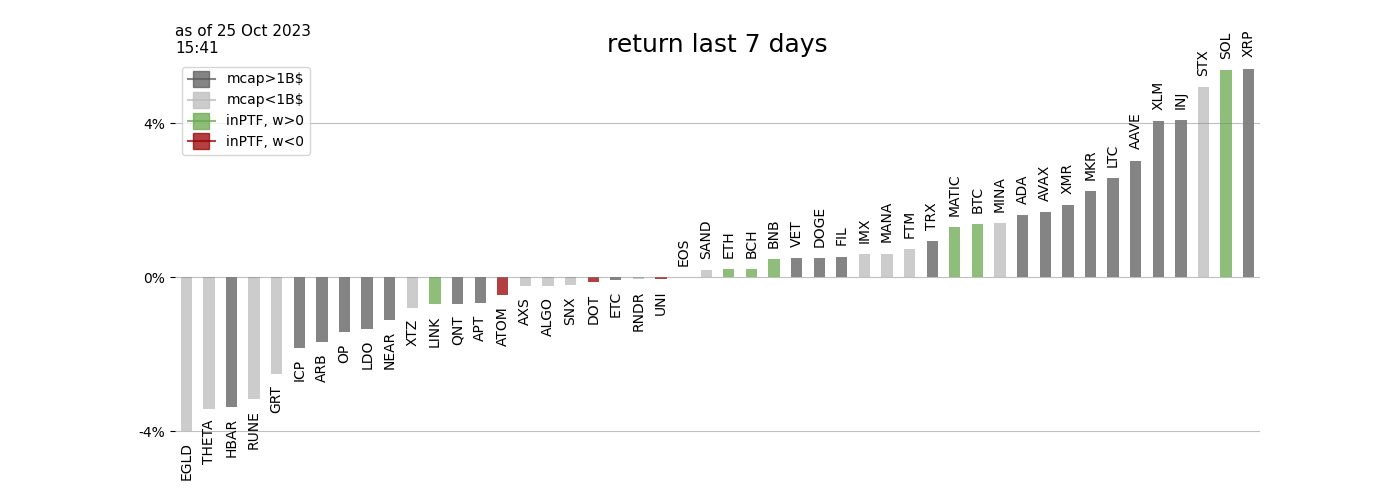 as of 25 Oct 2023
15:41
return last 7 days
mcap>1B$
mcap<1B$
inPTF, w>0
inPTF, w<0
4%
0%
-4%
EGLD
THETA
HBAR
RUNE
GRT
ICP
ARB
OP
LDO
NEAR
XTZ
LINK
QNT
APT
ATOM
AXS
ALGO
SNX
DOT
ETC
RNDR
UNI
EOS
SAND
ETH
BCH
BNB
VET
DOGE
FIL
IMX
MANA
FTM
TRX
MATIC
BTC
MINA
ADA
AVAX
XMR
MKR
LTC
AAVE
XLM
INJ
STX
SOL
XRP